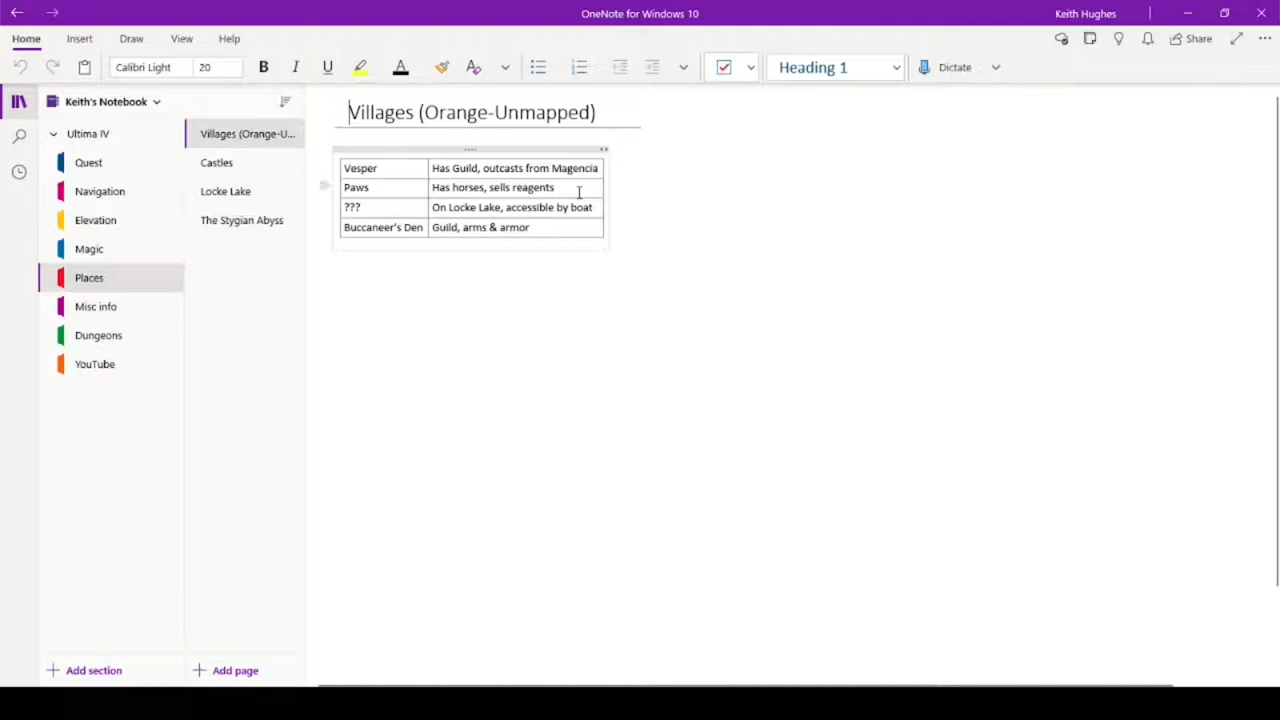 OneNote for Windows 10
Keith Hughes
Home Insert Draw View Help
Share
Calibri Light 20 B I U A Heading 1 Dictate
Keith's Notebook
Ultima IV
Quest
Navigation
Elevation
Magic
Places
Misc info
Dungeons
YouTube
Add section
Villages (Orange-U...
Castles
Locke Lake
The Stygian Abyss
Add page
Villages (Orange-Unmapped)
Vesper Has Guild, outcasts from Magencia
Paws Has horses, sells reagents
??? On Locke Lake, accessible by boat
Buccaneer's Den Guild, arms & armor